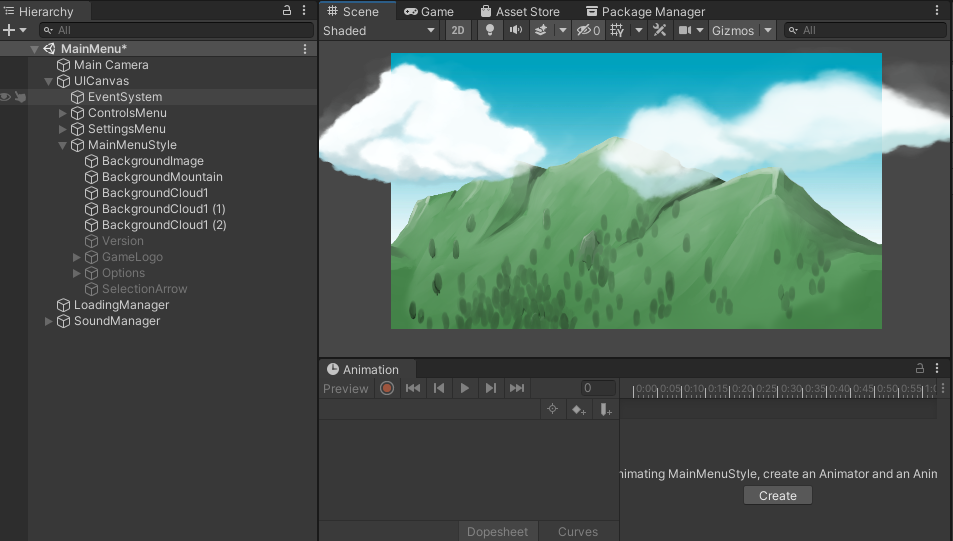 Hierarchy
All
MainMenu*
Main Camera
UICanvas
EventSystem
ControlsMenu
SettingsMenu
MainMenuStyle
BackgroundImage
BackgroundMountain
BackgroundCloud1
BackgroundCloud1 (1)
BackgroundCloud1 (2)
Version
GameLogo
Options
SelectionArrow
LoadingManager
SoundManager
Scene Game Asset Store Package Manager
Shaded 2D 0 Gizmos All
Animation
Preview 0 0:00 0:05 0:10 0:15 0:20 0:25 0:30 0:35 0:40 0:45 0:50 0:55
nimating MainMenuStyle, create an Animator and an Anim
Create
Dopesheet Curves